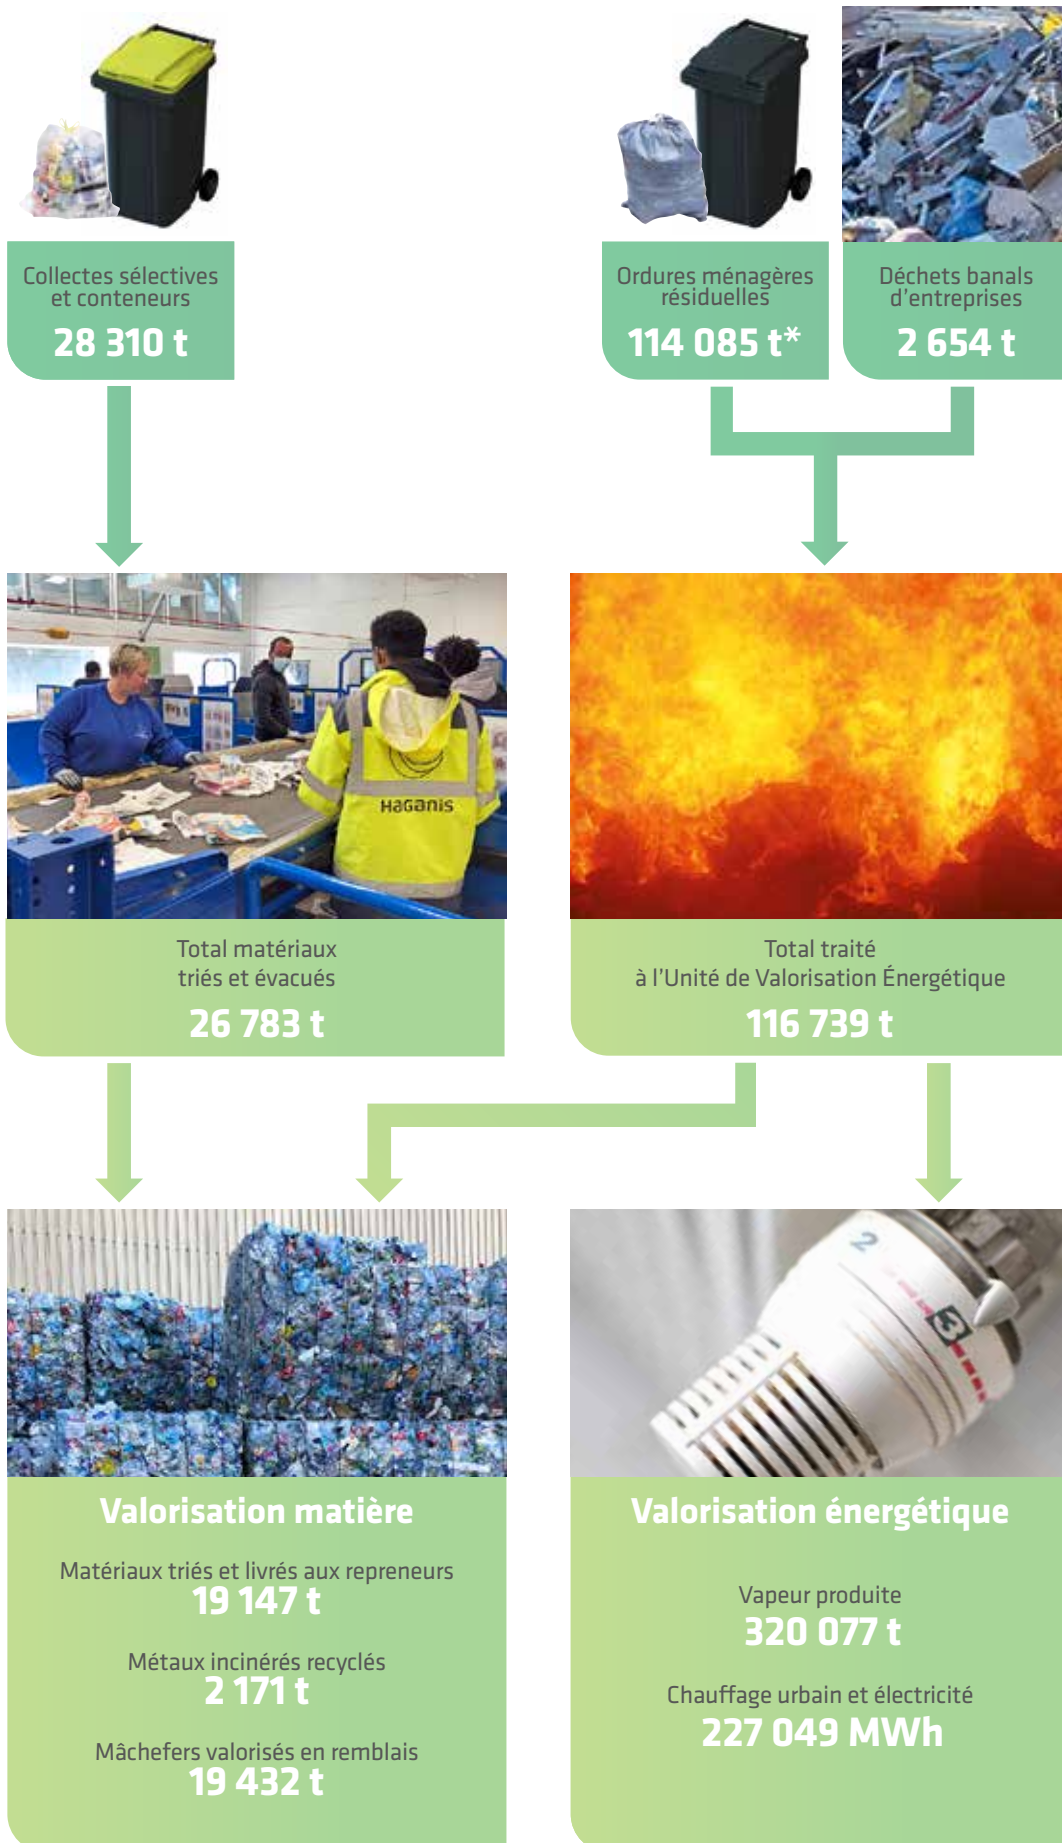 Collectes sélectives
et conteneurs
28 310 t
Ordures ménagères
résiduelles
114 085 t*
Déchets banals
d'entreprises
2 654 t
HAGANIS
Total matériaux
triés et évacués
26 783 t
Total traité
à l'Unité de Valorisation Énergétique
116 739 t
2
3
Valorisation matière
Matériaux triés et livrés aux repreneurs
19 147 t
Métaux incinérés recyclés
2 171 t
Mâchefers valorisés en remblais
19 432 t
Valorisation énergétique
Vapeur produite
320 077 t
Chauffage urbain et électricité
227 049 MWh